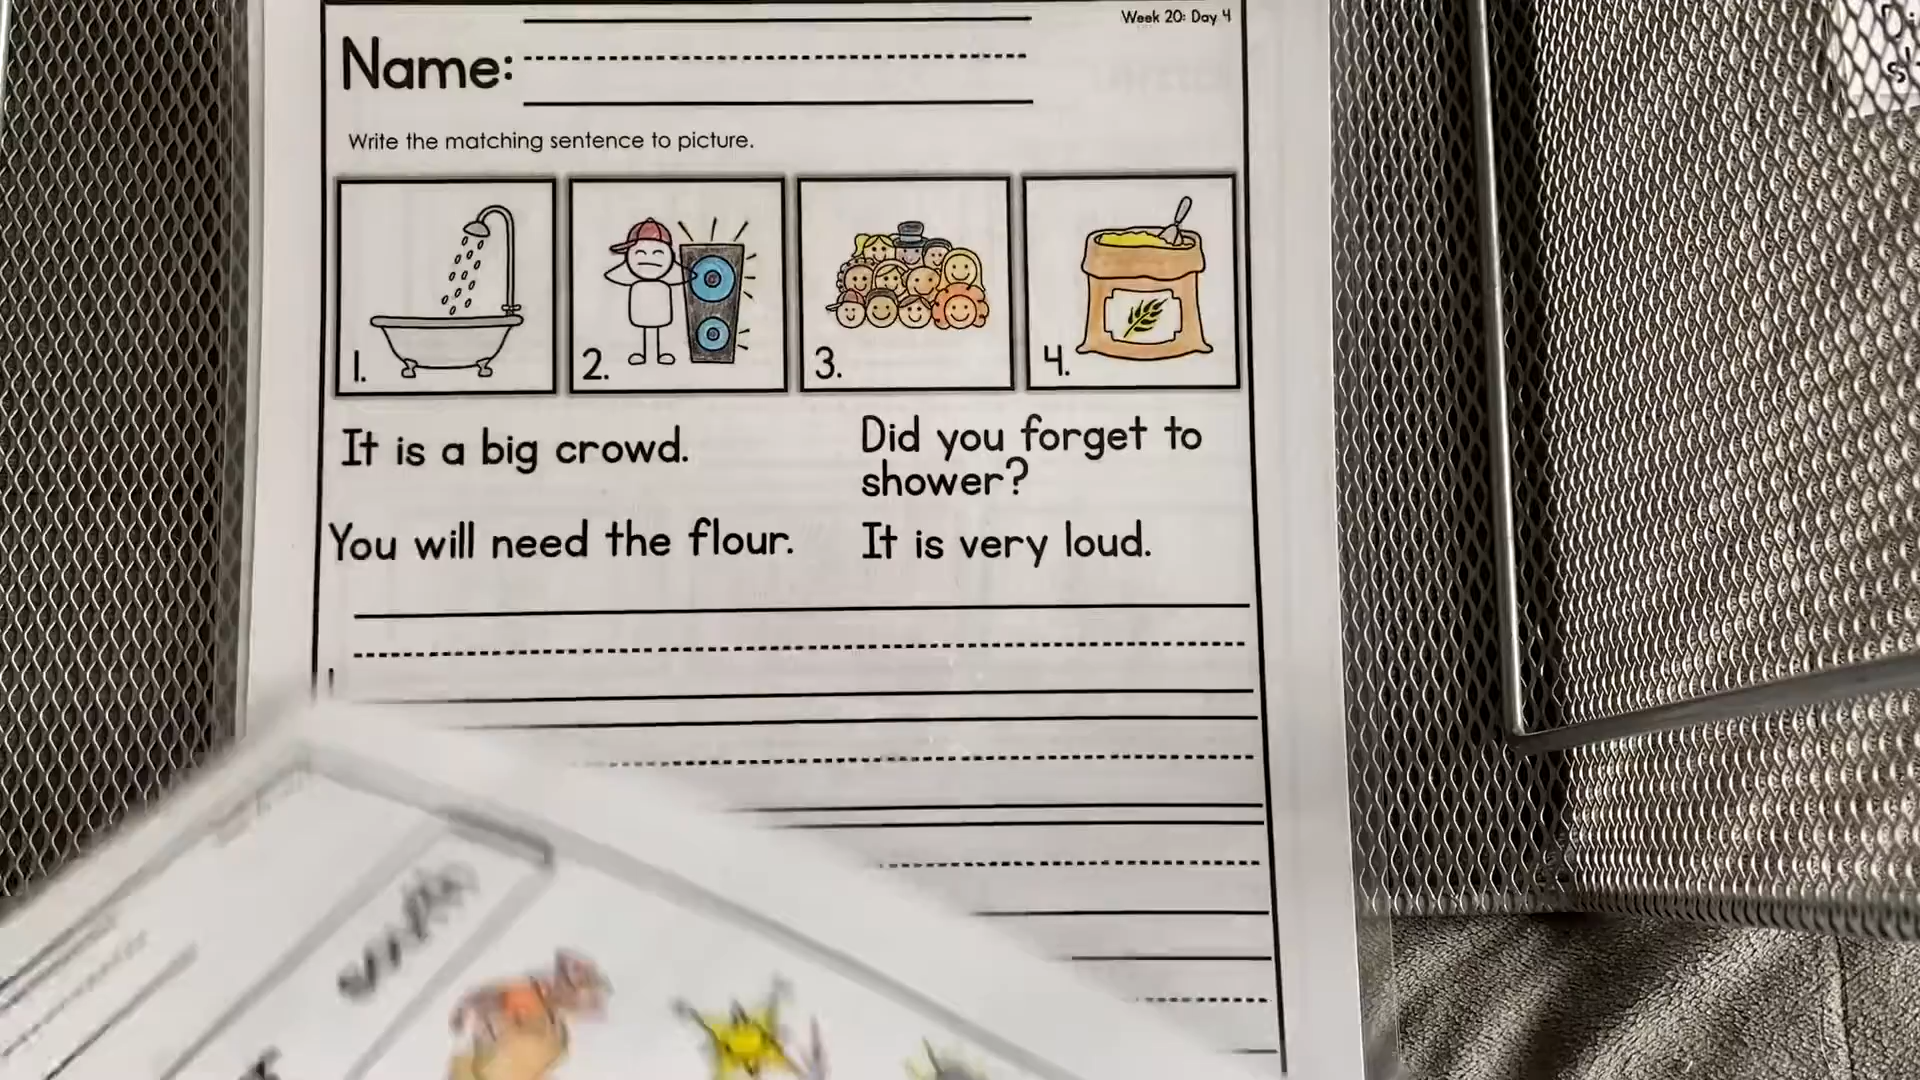 Week 20: Day 4
Name:
Write the matching sentence to picture.
1.
2.
3.
4.
It is a big crowd.
Did you forget to
shower?
You will need the flour.
It is very loud.